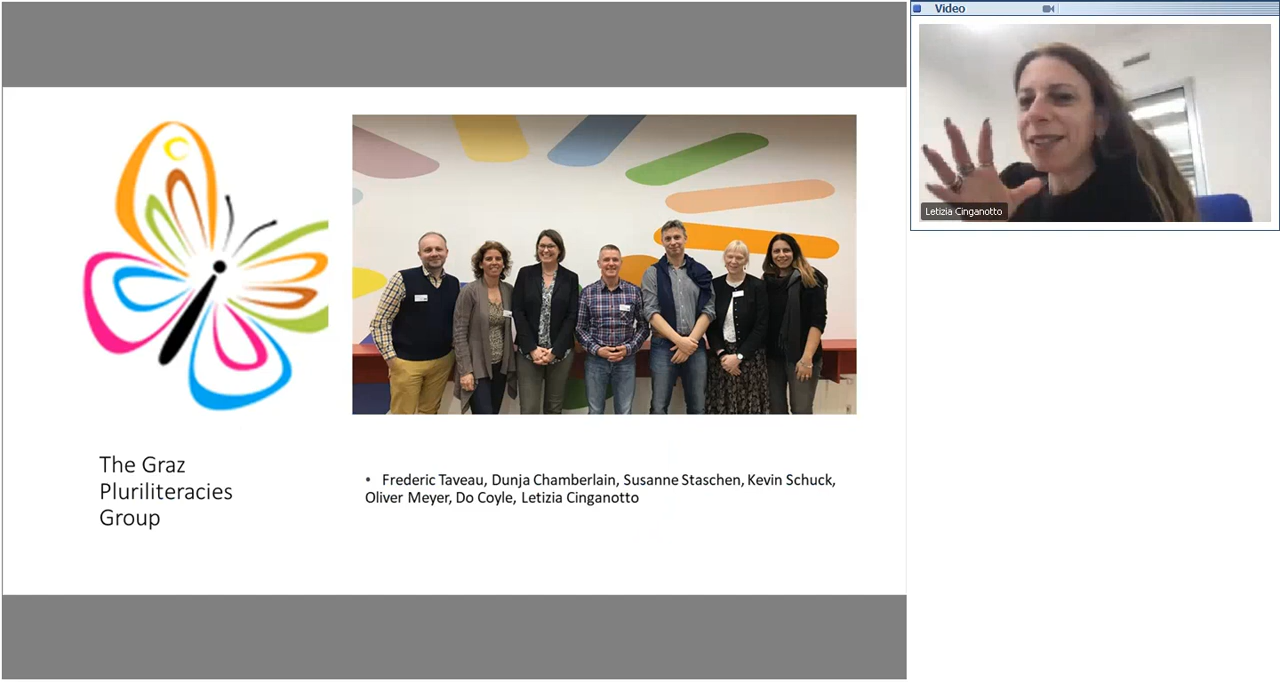 Video
Letizia Cinganotto
The Graz
Pluriliteracies
Group
• Frederic Taveau, Dunja Chamberlain, Susanne Staschen, Kevin Schuck,
Oliver Meyer, Do Coyle, Letizia Cinganotto